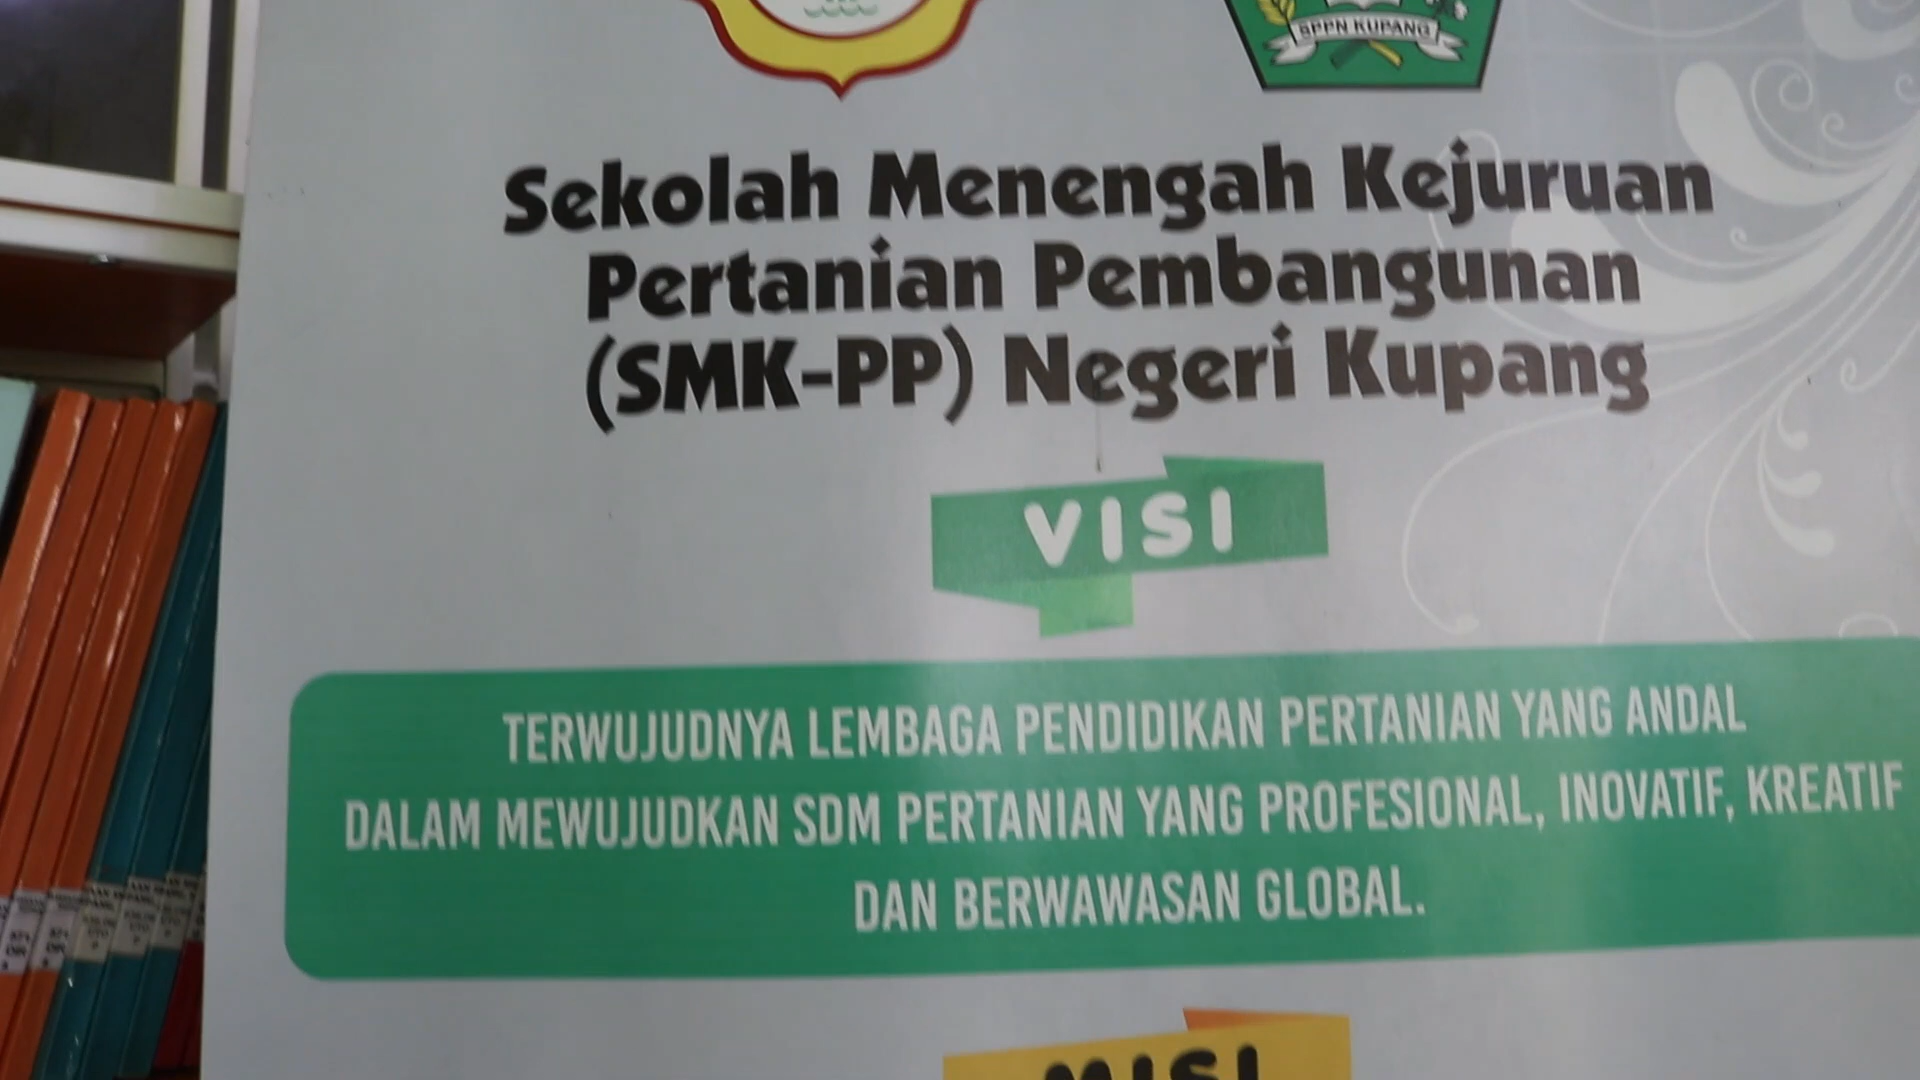 SPPN KUPANG
Sekolah Menengah Kejuruan
Pertanian Pembangunan
(SMK-PP) Negeri Kupang
VISI
TERWUJUDNYA LEMBAGA PENDIDIKAN PERTANIAN YANG ANDAL
DALAM MEWUJUDKAN SDM PERTANIAN YANG PROFESIONAL, INOVATIF, KREATIF
DAN BERWAWASAN GLOBAL.
MISI